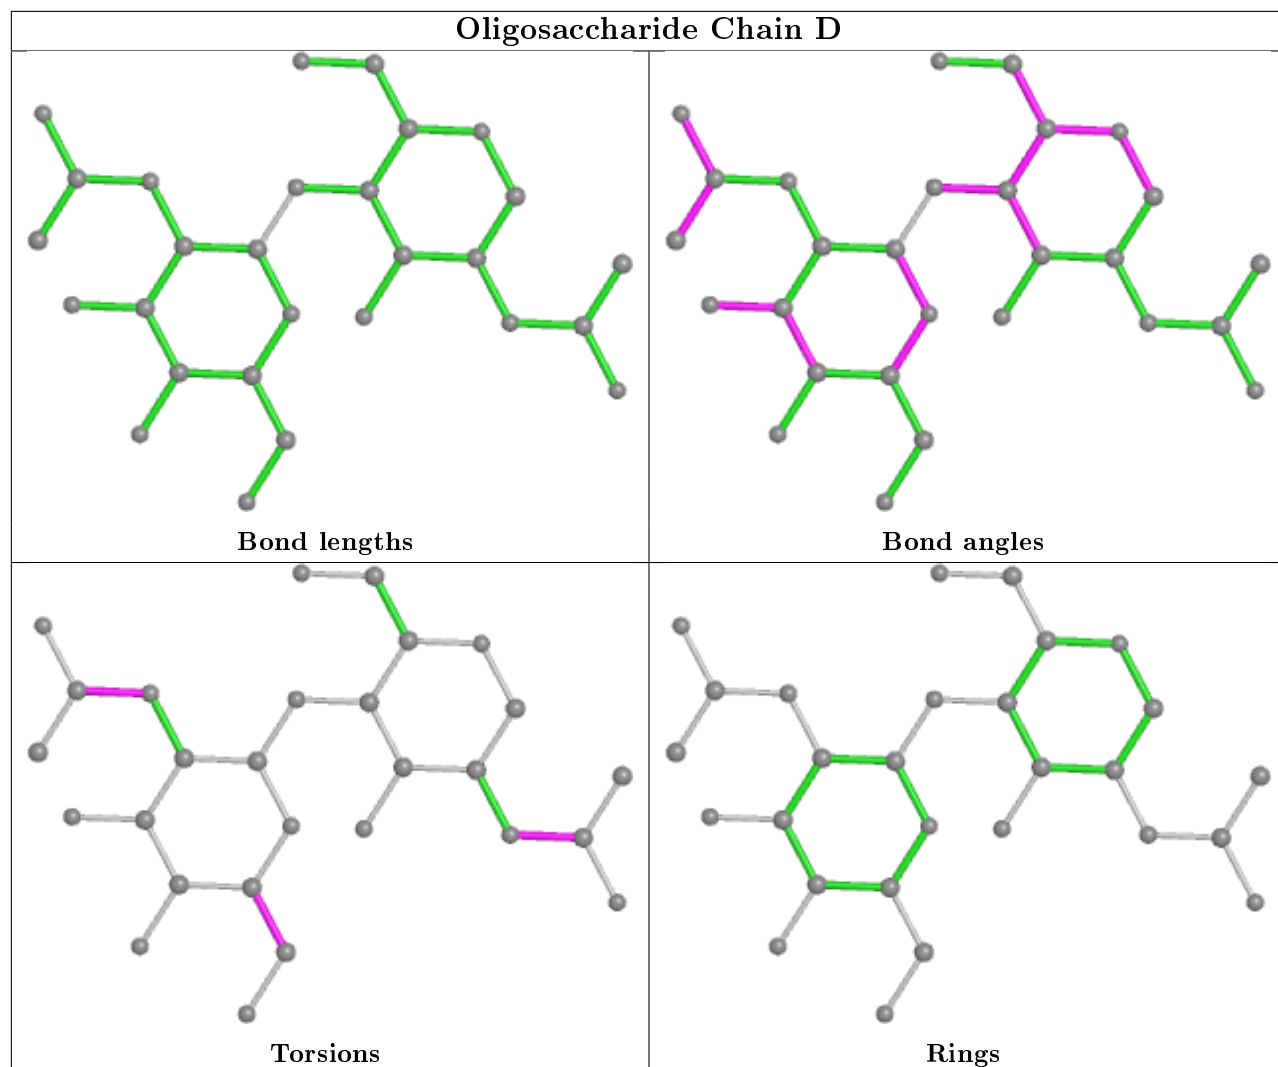 Oligosaccharide Chain D
Bond lengths
Bond angles
Torsions
Rings